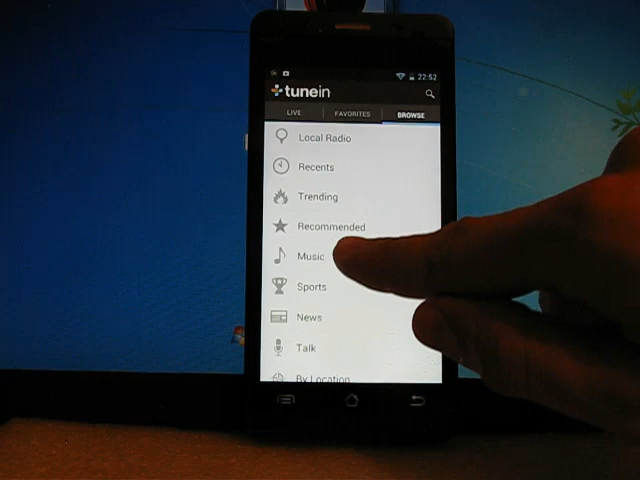 22:52
tunein
LIVE FAVORITES BROWSE
Local Radio
Recents
Trending
Recommended
Music
Sports
News
Talk
By Location